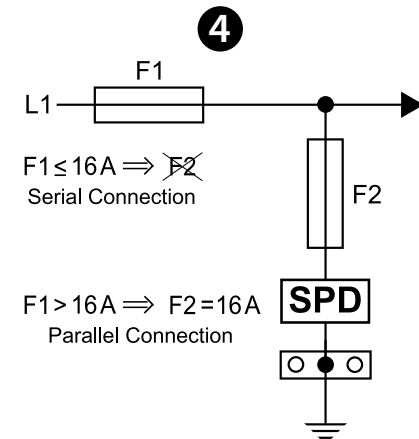 4
F1
L1
F1≤16A ⇒ F2
Serial Connection
F2
F1>16A ⇒ F2=16A
SPD
Parallel Connection